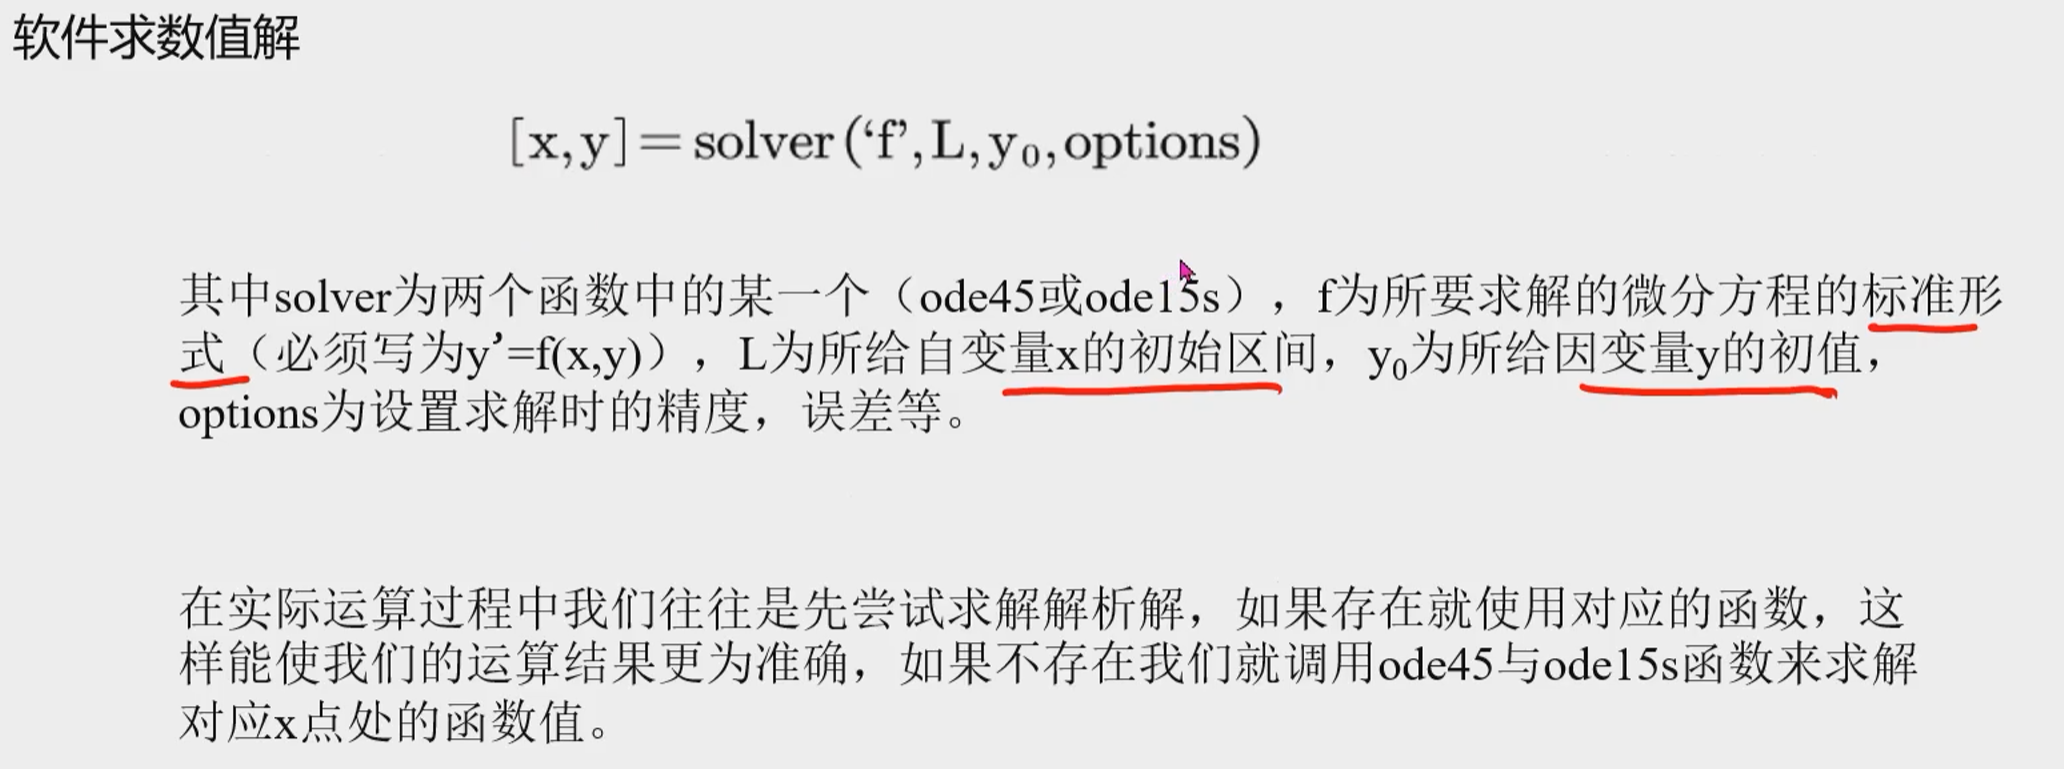 软件求数值解
[x,y]=solver(‘f’,L,y₀,options)
其中solver为两个函数中的某一个（ode45或ode15s），f为所要求解的微分方程的标准形
式（必须写为y’=f(x,y)），L为所给自变量x的初始区间，y₀为所给因变量y的初值，
options为设置求解时的精度，误差等。
在实际运算过程中我们往往是先尝试求解解析解，如果存在就使用对应的函数，这
样能使我们的运算结果更为准确，如果不存在我们就调用ode45与ode15s函数来求解
对应x点处的函数值。